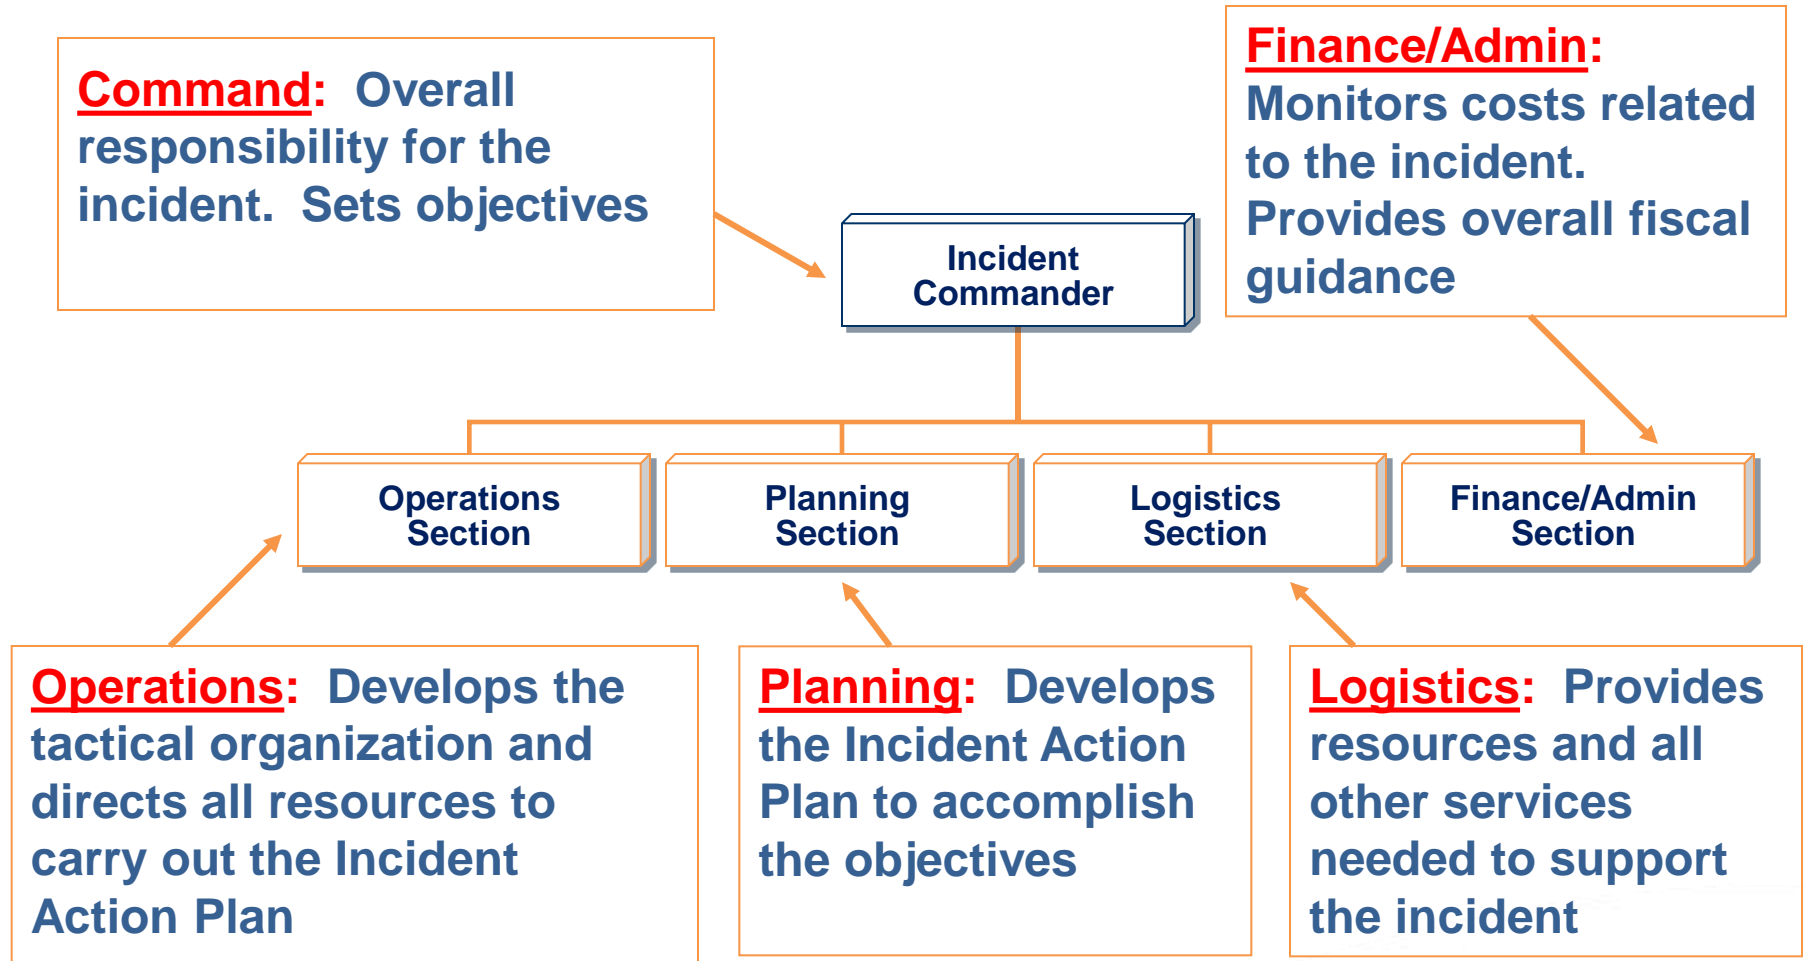 Command:  Overall
responsibility for the
incident.  Sets objectives
Finance/Admin:
Monitors costs related
to the incident.
Provides overall fiscal
guidance
Incident
Commander
Operations
Section
Planning
Section
Logistics
Section
Finance/Admin
Section
Operations:  Develops the
tactical organization and
directs all resources to
carry out the Incident
Action Plan
Planning:  Develops
the Incident Action
Plan to accomplish
the objectives
Logistics:  Provides
resources and all
other services
needed to support
the incident